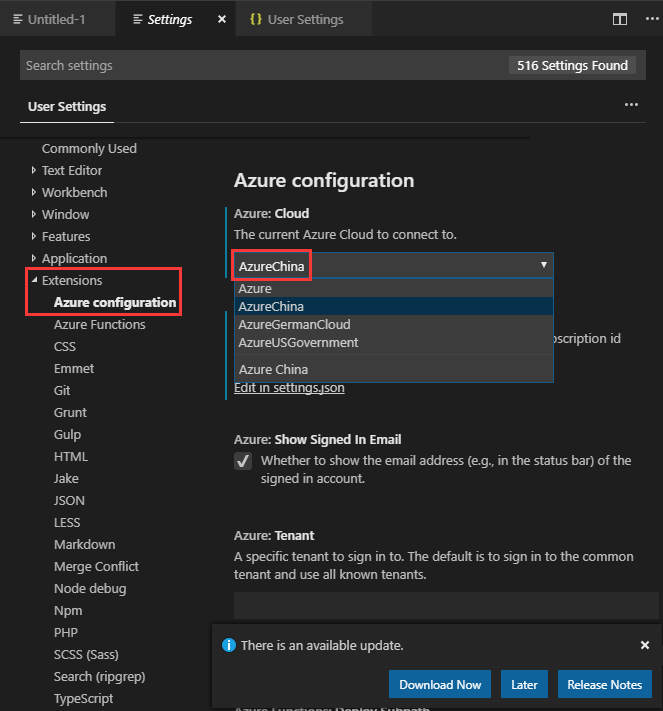 Untitled-1
Settings
{} User Settings
Search settings
516 Settings Found
User Settings
Commonly Used
Text Editor
Workbench
Window
Features
Application
Extensions
Azure configuration
Azure Functions
CSS
Emmet
Git
Grunt
Gulp
HTML
Jake
JSON
LESS
Markdown
Merge Conflict
Node debug
Npm
PHP
SCSS (Sass)
Search (ripgrep)
TypeScript
Azure configuration
Azure: Cloud
The current Azure Cloud to connect to.
AzureChina
Azure
AzureChina
AzureGermanCloud
AzureUSGovernment
Azure China
bscription id
Edit in settings.json
Azure: Show Signed In Email
Whether to show the email address (e.g., in the status bar) of the
signed in account.
Azure: Tenant
A specific tenant to sign in to. The default is to sign in to the common
tenant and use all known tenants.
There is an available update.
Download Now
Later
Release Notes
Azure Functions: Deploy Subpath